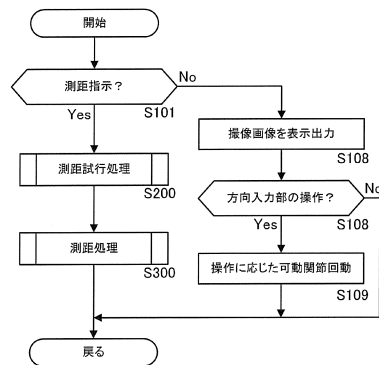 開始
測距指示？
No
Yes
S101
撮像画像を表示出力
測距試行処理
S108
S200
方向入力部の操作？
No
Yes
S108
測距処理
操作に応じた可動関節回動
S300
S109
戻る